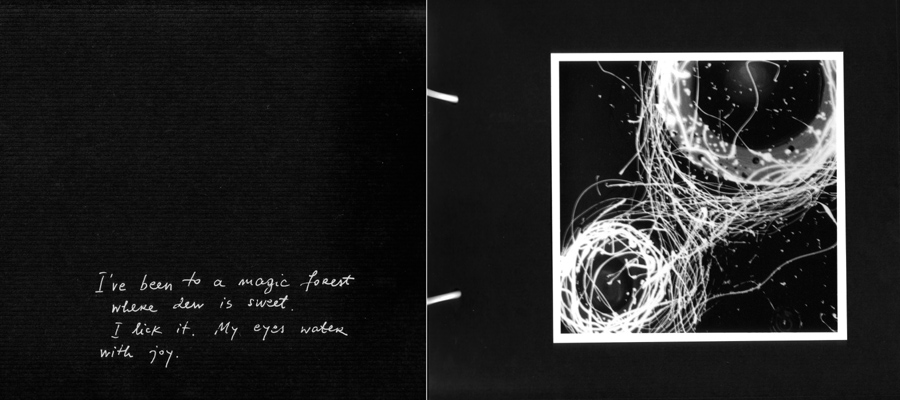 I've been to a magic forest
where dew is sweet.
I lick it. My eyes water
with joy.